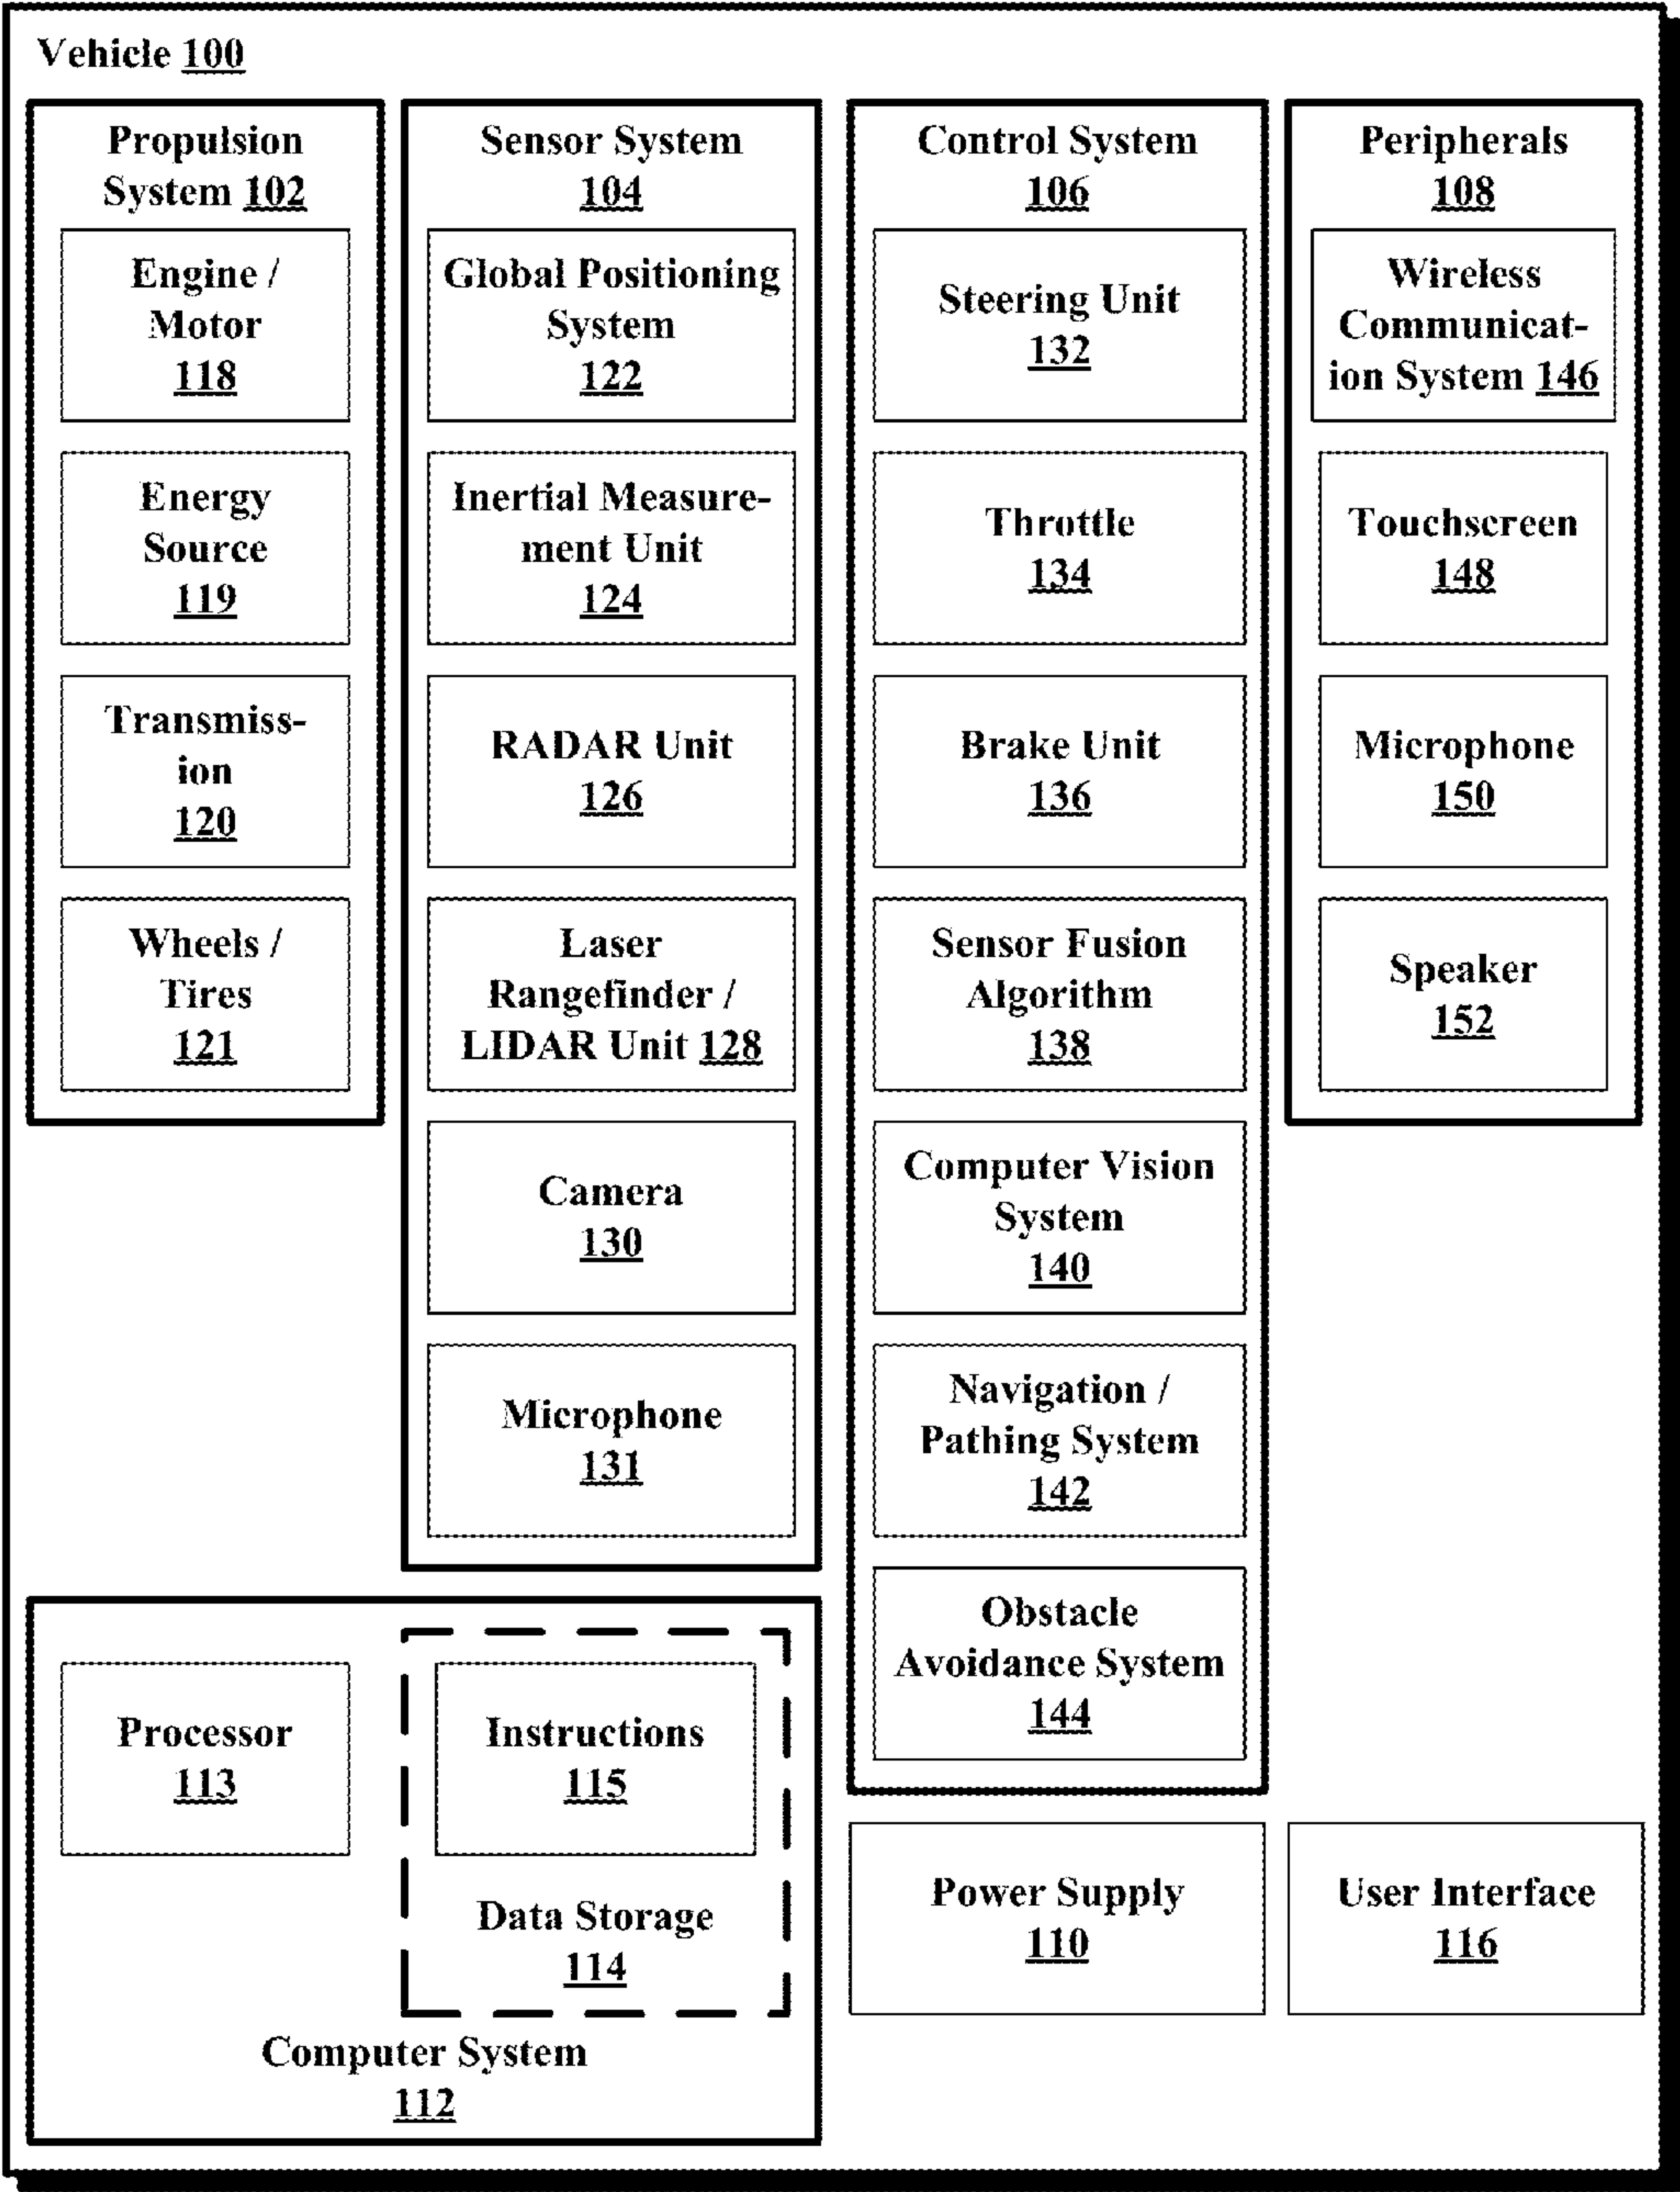 Vehicle 100
Propulsion
System 102
Engine /
Motor
118
Energy
Source
119
Transmiss-
ion
120
Wheels /
Tires
121
Sensor System
104
Global Positioning
System
122
Inertial Measure-
ment Unit
124
RADAR Unit
126
Laser
Rangefinder /
LIDAR Unit 128
Camera
130
Microphone
131
Control System
106
Steering Unit
132
Throttle
134
Brake Unit
136
Sensor Fusion
Algorithm
138
Computer Vision
System
140
Navigation /
Pathing System
142
Obstacle
Avoidance System
144
Peripherals
108
Wireless
Communicat-
ion System 146
Touchscreen
148
Microphone
150
Speaker
152
Processor
113
Instructions
115
Data Storage
114
Computer System
112
Power Supply
110
User Interface
116